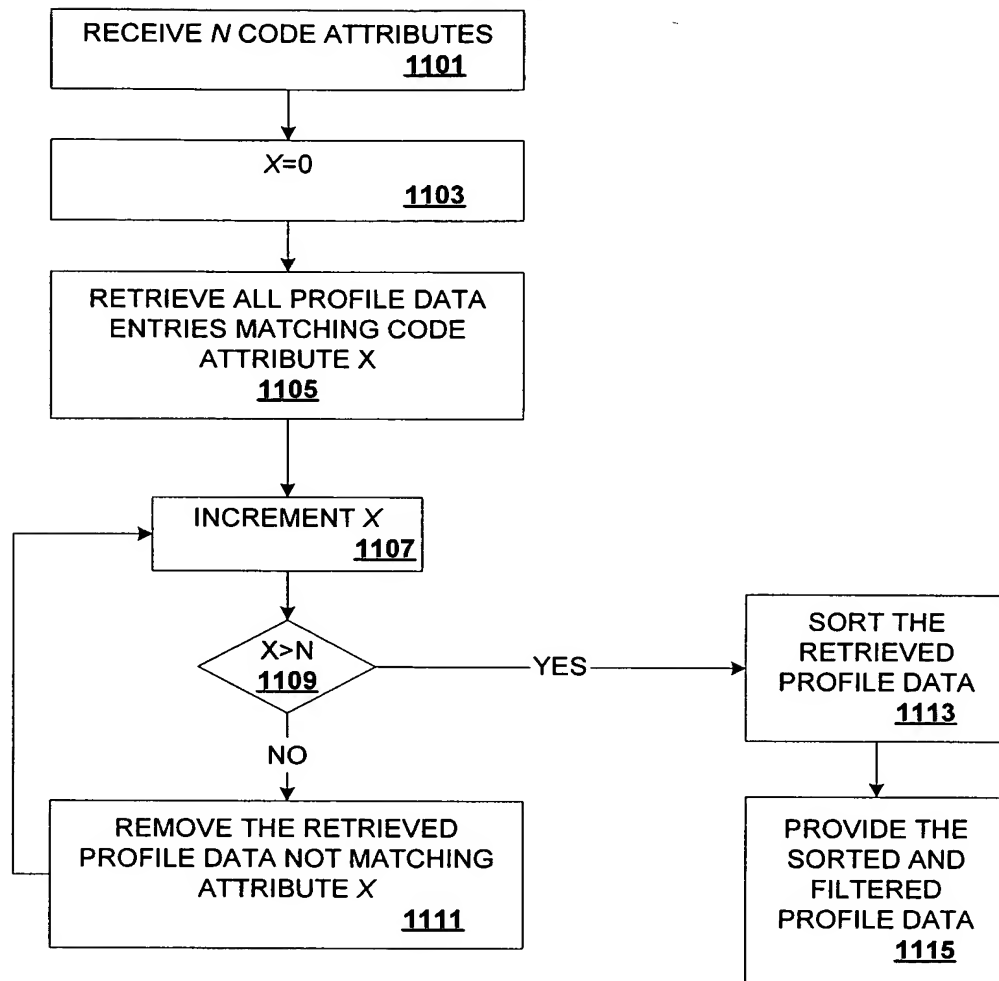 RECEIVE N CODE ATTRIBUTES
1101
X=0
1103
RETRIEVE ALL PROFILE DATA
ENTRIES MATCHING CODE
ATTRIBUTE X
1105
INCREMENT X
1107
X>N
1109
YES
NO
REMOVE THE RETRIEVED
PROFILE DATA NOT MATCHING
ATTRIBUTE X
1111
SORT THE
RETRIEVED
PROFILE DATA
1113
PROVIDE THE
SORTED AND
FILTERED
PROFILE DATA
1115